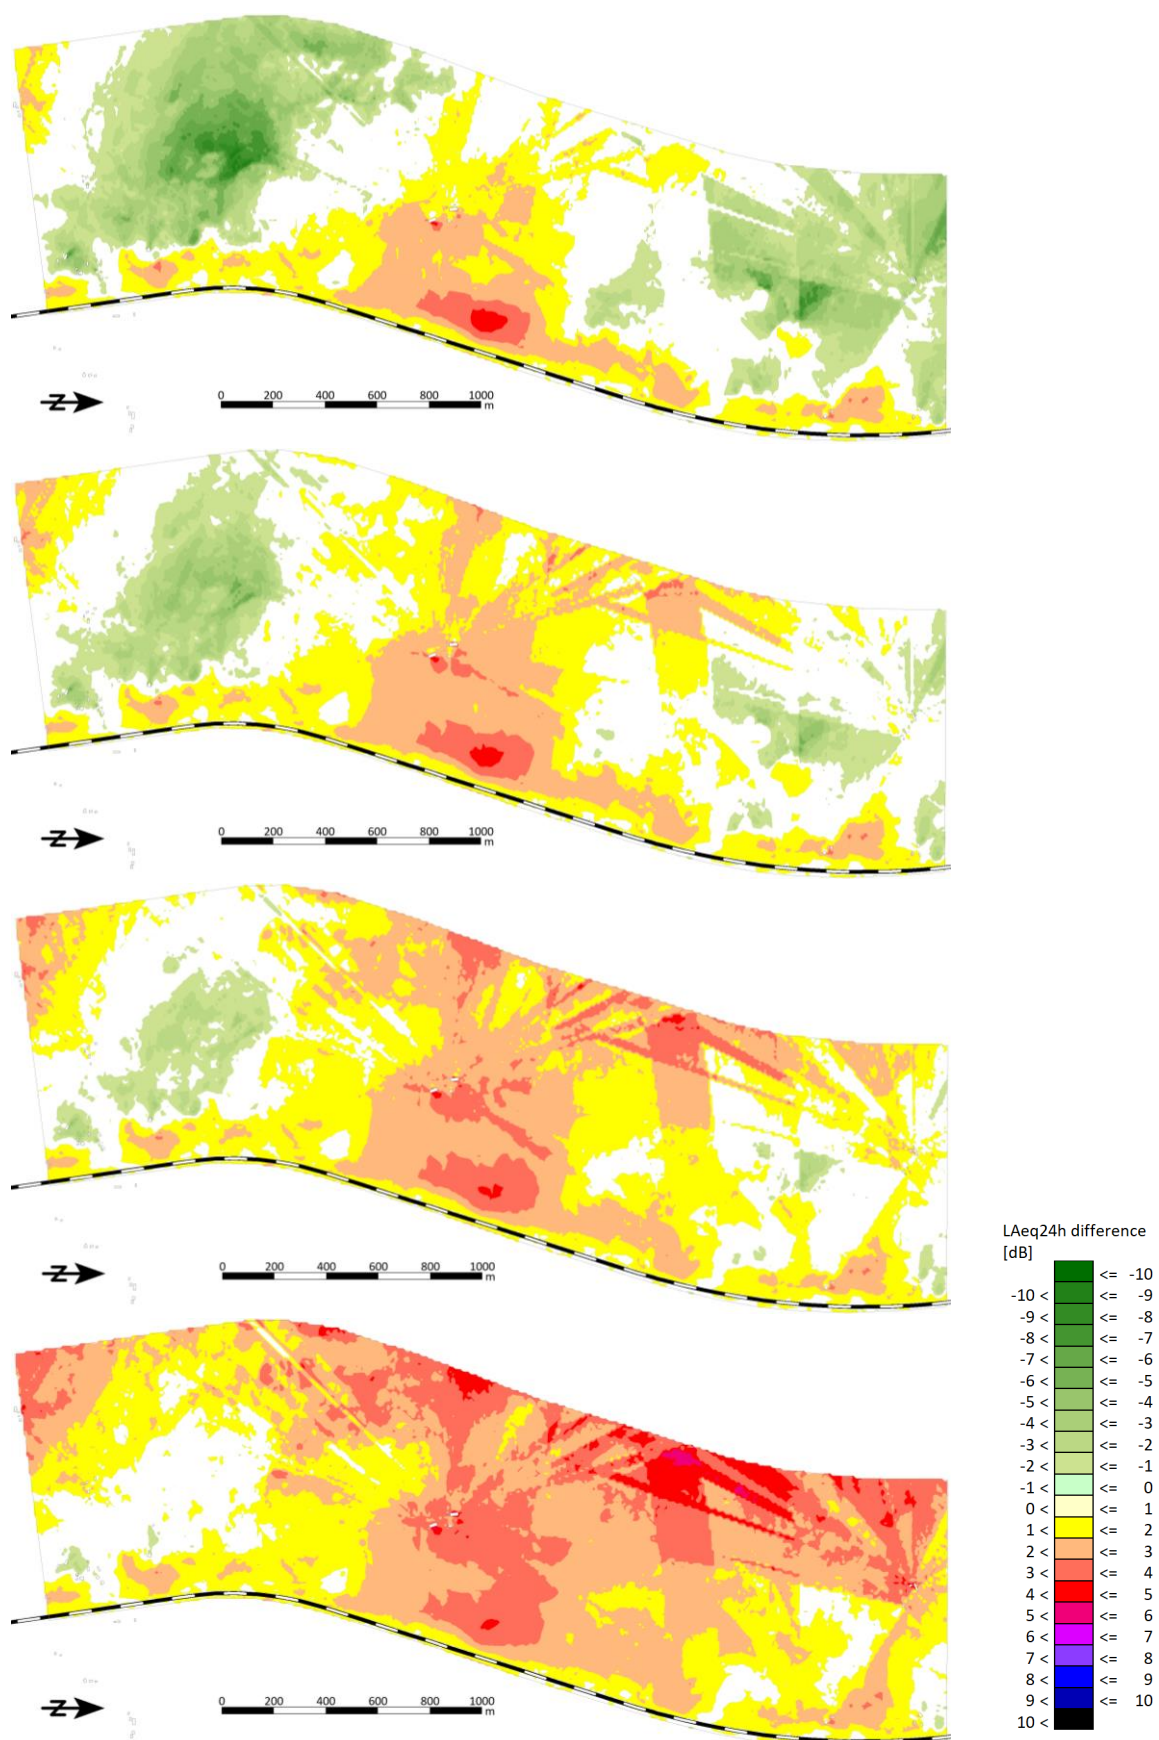 0 200 400 600 800 1000
m
Z
0 200 400 600 800 1000
m
Z
0 200 400 600 800 1000
m
Z
0 200 400 600 800 1000
m
Z
LAeq24h difference
[dB]
<= -10
-10 < <= -9
-9 < <= -8
-8 < <= -7
-7 < <= -6
-6 < <= -5
-5 < <= -4
-4 < <= -3
-3 < <= -2
-2 < <= -1
-1 < <= 0
0 < <= 1
1 < <= 2
2 < <= 3
3 < <= 4
4 < <= 5
5 < <= 6
6 < <= 7
7 < <= 8
8 < <= 9
9 < <= 10
10 <